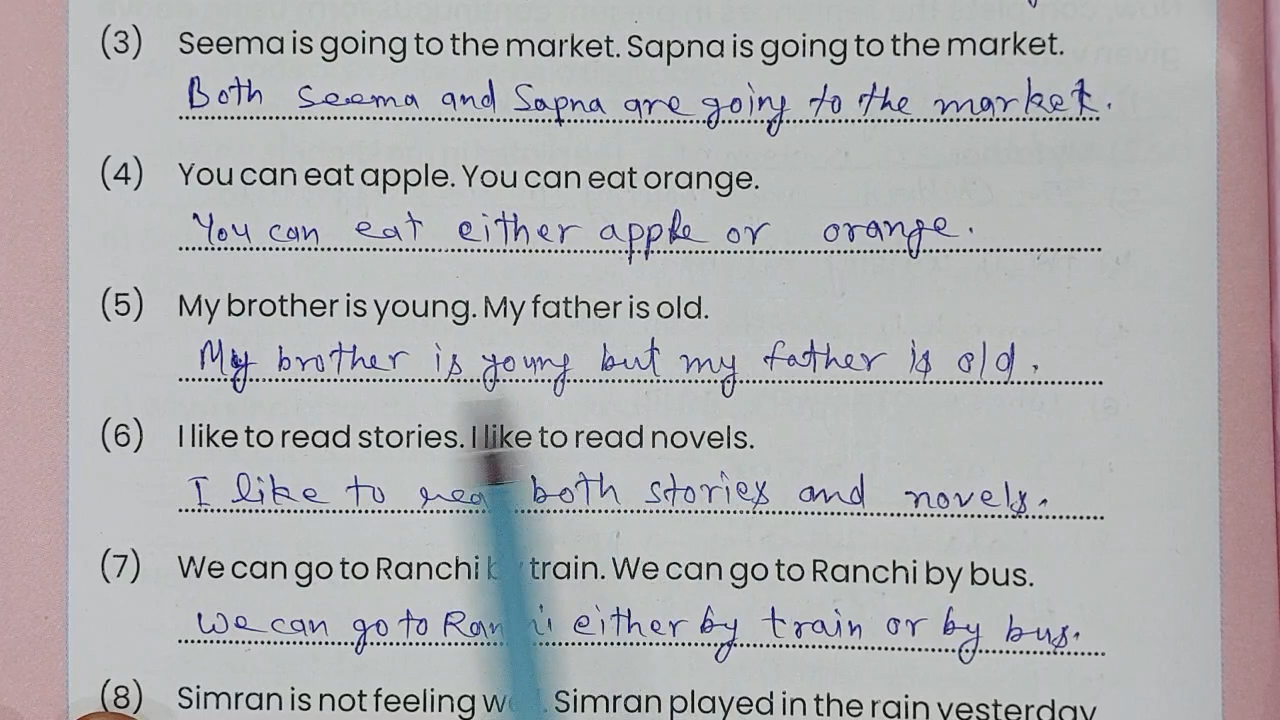 (3) Seema is going to the market. Sapna is going to the market.
Both Seema and Sapna are going to the market.
(4) You can eat apple. You can eat orange.
You can eat either apple or orange.
(5) My brother is young. My father is old.
My brother is young but my father is old.
(6) I like to read stories. I like to read novels.
I like to both stories and novels.
(7) We can go to Ranchi train. We can go to Ranchi by bus.
We can go to either by train or by bus.
(8) Simran is not feeling Simran played in the rain yesterday